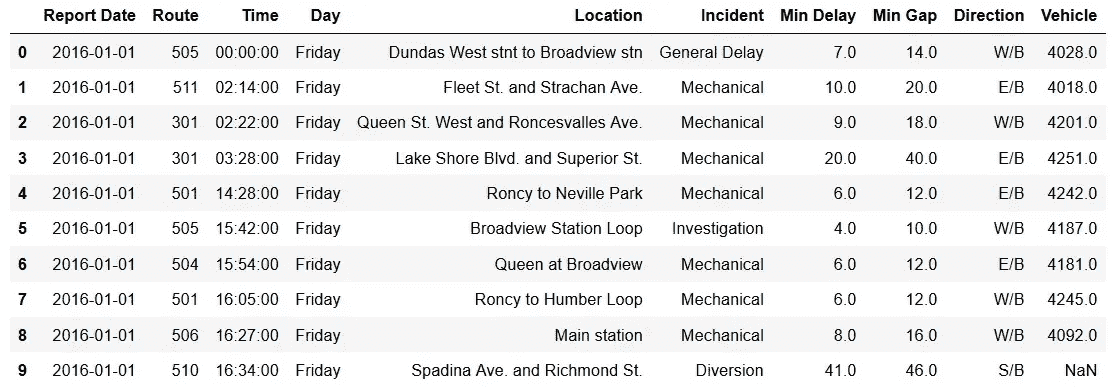 Report Date Route Time Day Location Incident Min Delay Min Gap Direction Vehicle
0 2016-01-01 505 00:00:00 Friday Dundas West stnt to Broadview stn General Delay 7.0 14.0 W/B 4028.0
1 2016-01-01 511 02:14:00 Friday Fleet St. and Strachan Ave. Mechanical 10.0 20.0 E/B 4018.0
2 2016-01-01 301 02:22:00 Friday Queen St. West and Roncesvalles Ave. Mechanical 9.0 18.0 W/B 4201.0
3 2016-01-01 301 03:28:00 Friday Lake Shore Blvd. and Superior St. Mechanical 20.0 40.0 E/B 4251.0
4 2016-01-01 501 14:28:00 Friday Roncy to Neville Park Mechanical 6.0 12.0 E/B 4242.0
5 2016-01-01 505 15:42:00 Friday Broadview Station Loop Investigation 4.0 10.0 W/B 4187.0
6 2016-01-01 504 15:54:00 Friday Queen at Broadview Mechanical 6.0 12.0 E/B 4181.0
7 2016-01-01 501 16:05:00 Friday Roncy to Humber Loop Mechanical 6.0 12.0 W/B 4245.0
8 2016-01-01 506 16:27:00 Friday Main station Mechanical 8.0 16.0 W/B 4092.0
9 2016-01-01 510 16:34:00 Friday Spadina Ave. and Richmond St. Diversion 41.0 46.0 S/B NaN